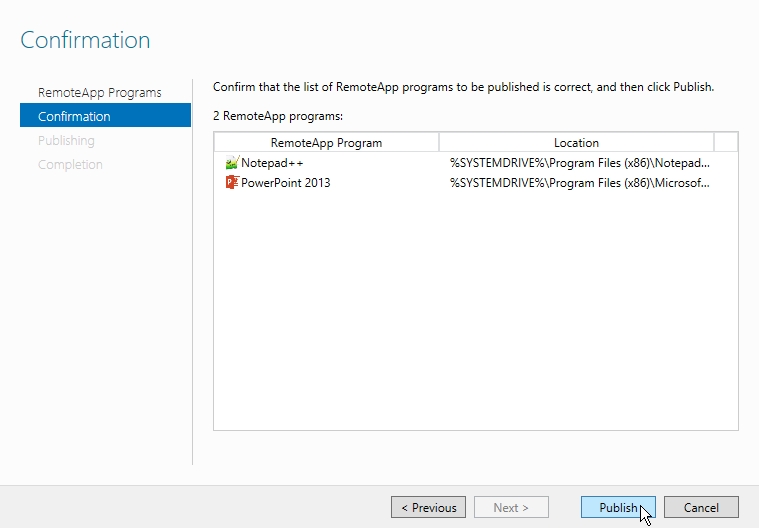 Confirmation
RemoteApp Programs
Confirmation
Publishing
Completion
Confirm that the list of RemoteApp programs to be published is correct, and then click Publish.
2 RemoteApp programs:
RemoteApp Program Location
Notepad++ %SYSTEMDRIVE%\Program Files (x86)\Notepad...
PowerPoint 2013 %SYSTEMDRIVE%\Program Files (x86)\Microsof...
< Previous Next > Publish Cancel